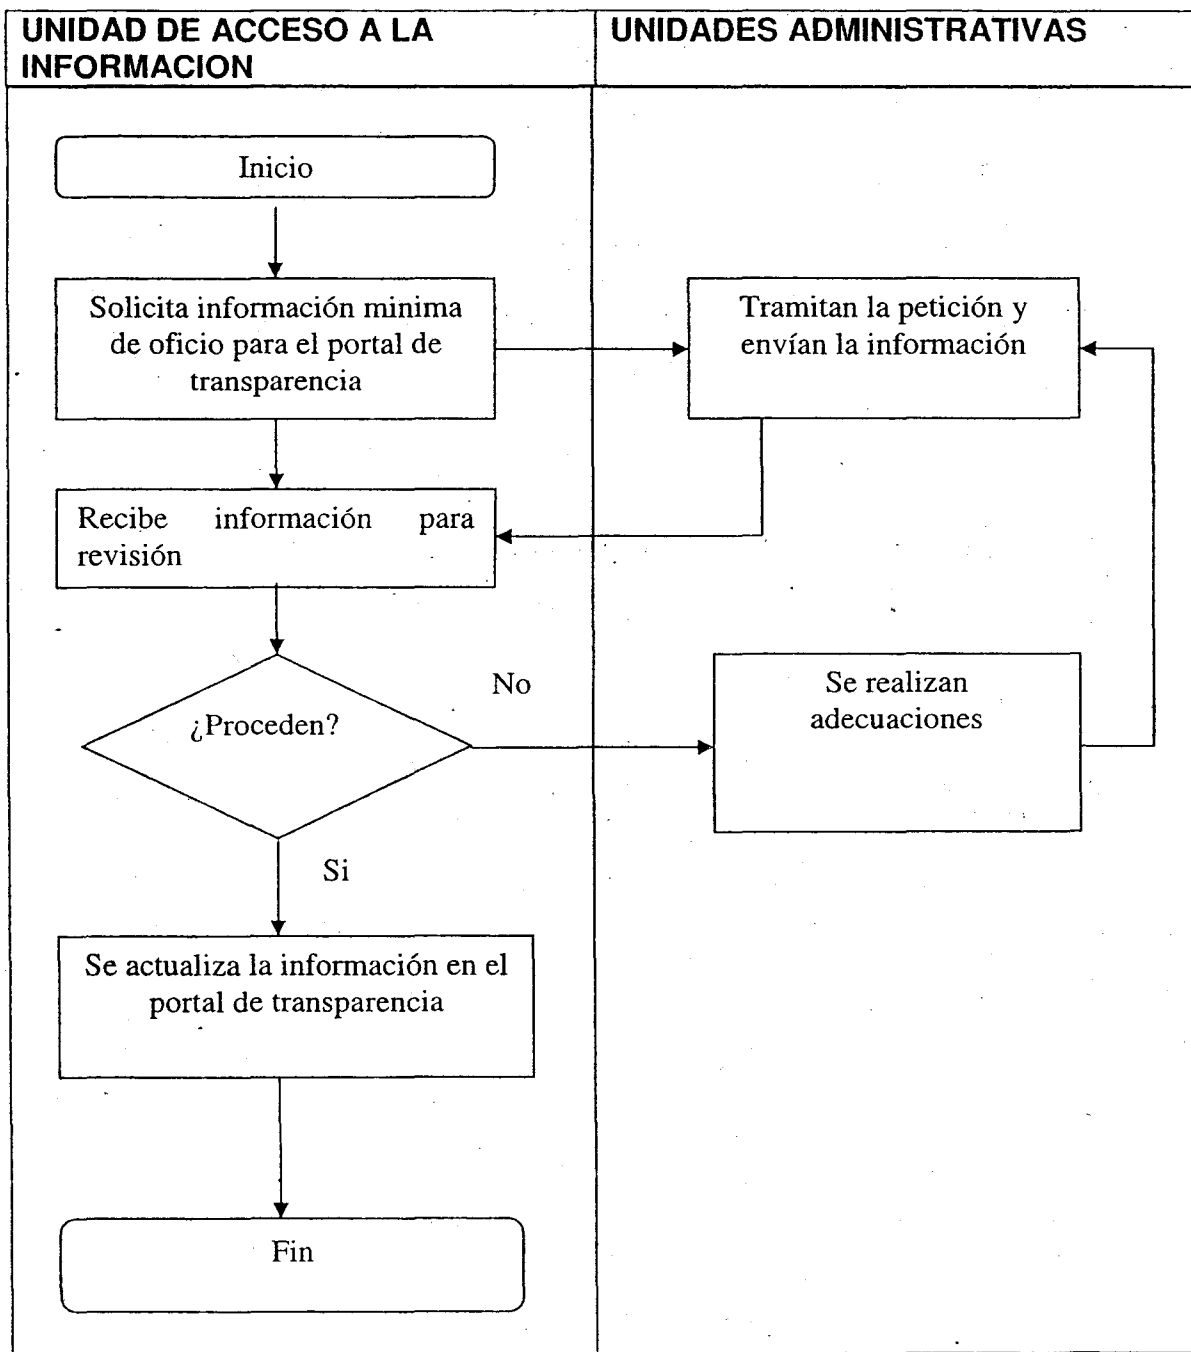 UNIDAD DE ACCESO A LA
INFORMACION
UNIDADES ADMINISTRATIVAS
Inicio
Solicita información minima
de oficio para el portal de
transparencia
Tramitan la petición y
envían la información
Recibe información para
revisión
¿Proceden?
No
Se realizan
adecuaciones
Si
Se actualiza la información en el
portal de transparencia
Fin